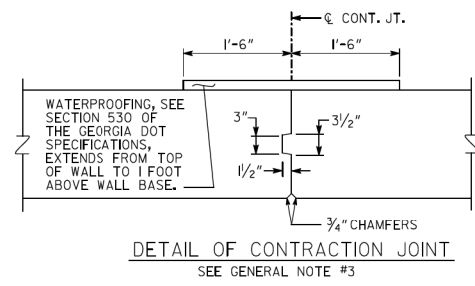 ℄ CONT. JT.
1'-6" 1'-6"
WATERPROOFING, SEE
SECTION 530 OF
THE GEORGIA DOT
SPECIFICATIONS,
EXTENDS FROM TOP
OF WALL TO 1 FOOT
ABOVE WALL BASE.
3"
3½"
1½"
¾" CHAMFERS
DETAIL OF CONTRACTION JOINT
SEE GENERAL NOTE #3